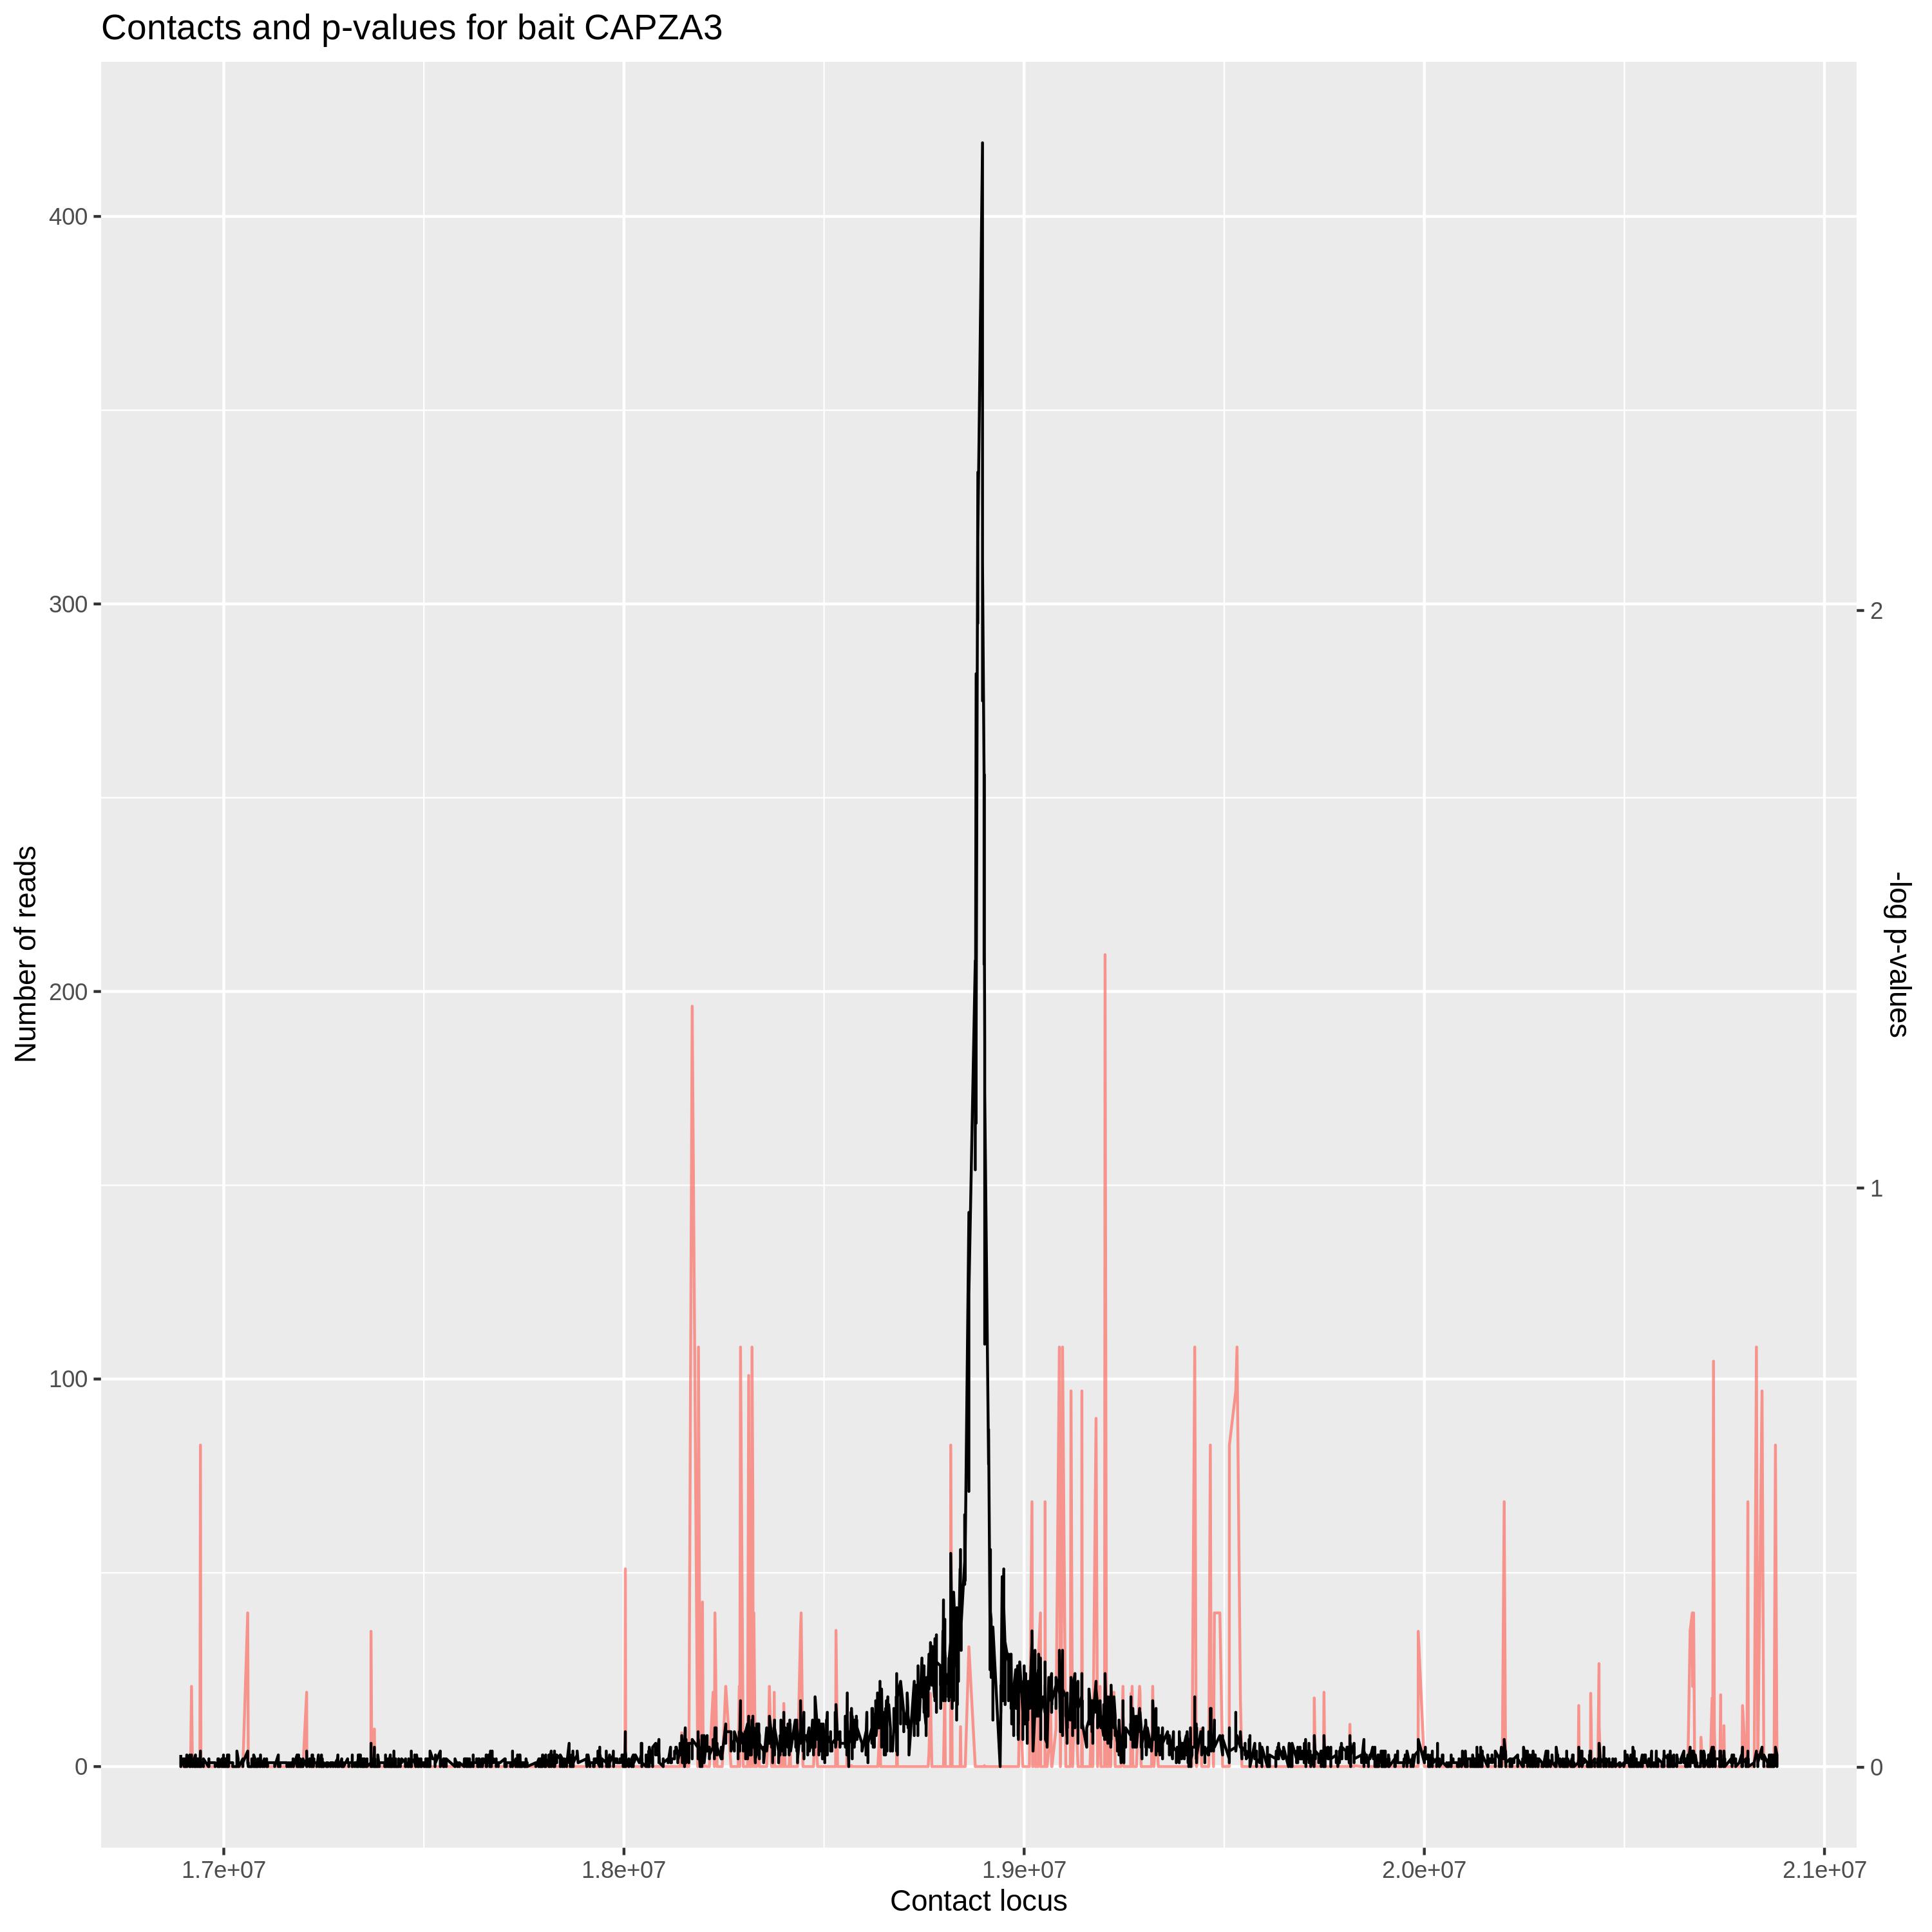 Contacts and p-values for bait CAPZA3
400
300
200
100
0
Number of reads
2
1
0
-log p-values
1.7e+07
1.8e+07
1.9e+07
2.0e+07
2.1e+07
Contact locus